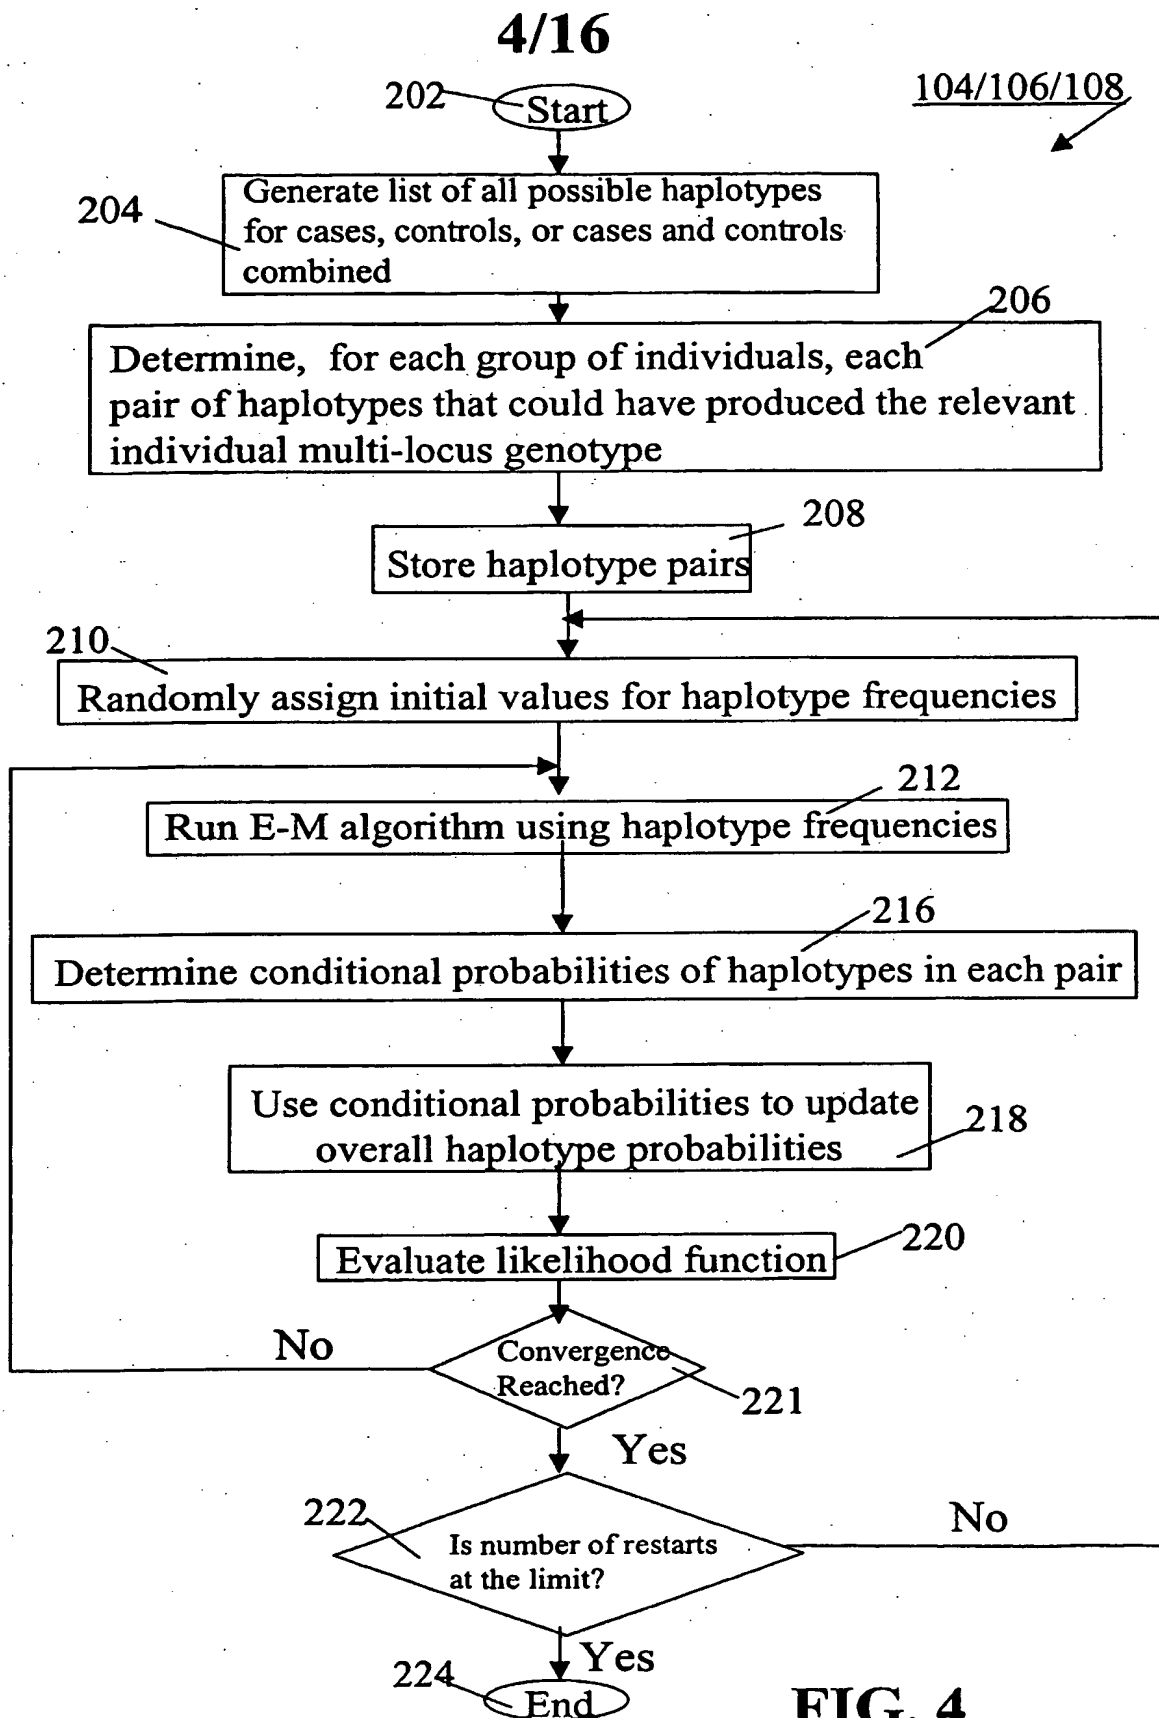 4/16
202
Start
104/106/108
204
Generate list of all possible haplotypes
for cases, controls, or cases and controls
combined
206
Determine, for each group of individuals, each
pair of haplotypes that could have produced the relevant
individual multi-locus genotype
208
Store haplotype pairs
210
Randomly assign initial values for haplotype frequencies
212
Run E-M algorithm using haplotype frequencies
216
Determine conditional probabilities of haplotypes in each pair
Use conditional probabilities to update
overall haplotype probabilities
218
220
Evaluate likelihood function
No
Convergence
Reached?
221
Yes
222
Is number of restarts
at the limit?
No
Yes
224
End
FIG. 4